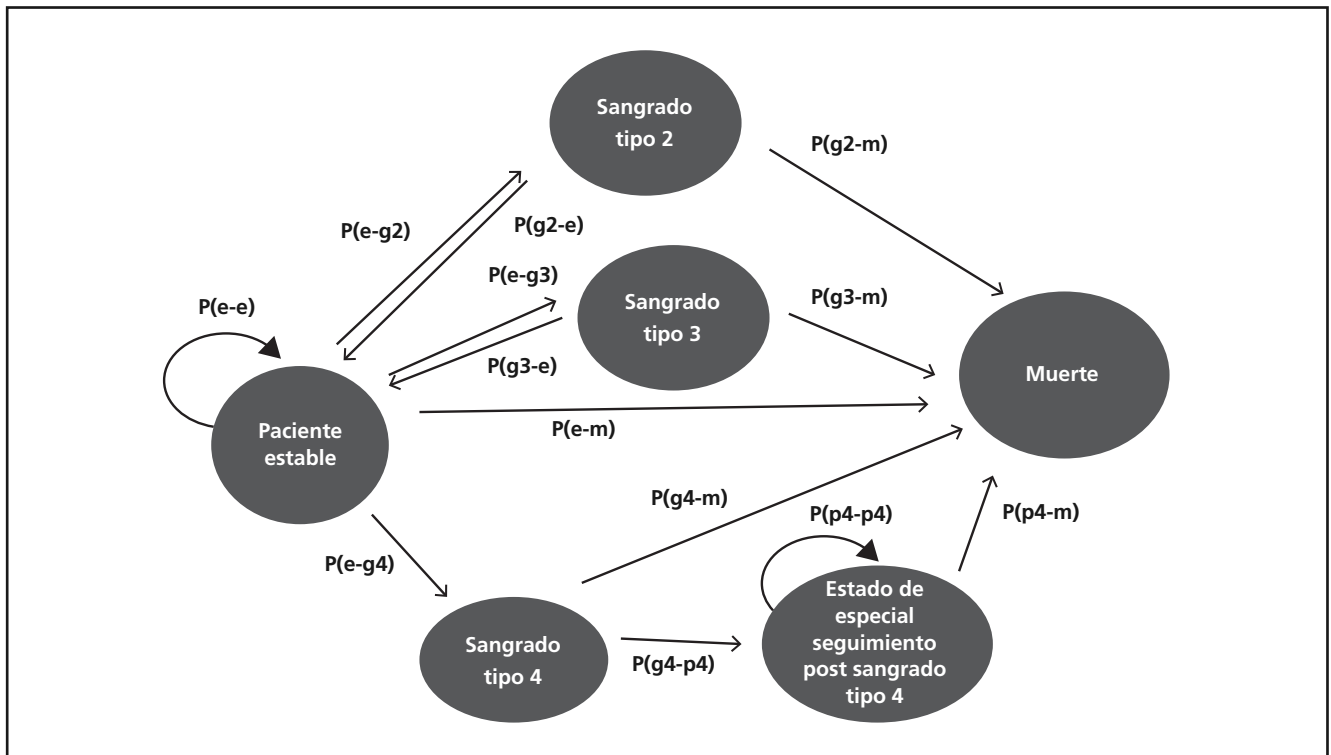 Sangrado
tipo 2
P(g2-m)
P(e-g2)
P(g2-e)
P(e-g3)
Sangrado
tipo 3
P(g3-m)
P(e-e)
P(g3-e)
Muerte
Paciente
estable
P(e-m)
P(g4-m)
P(p4-p4)
P(p4-m)
P(e-g4)
Sangrado
tipo 4
P(g4-p4)
Estado de
especial
seguimiento
post sangrado
tipo 4